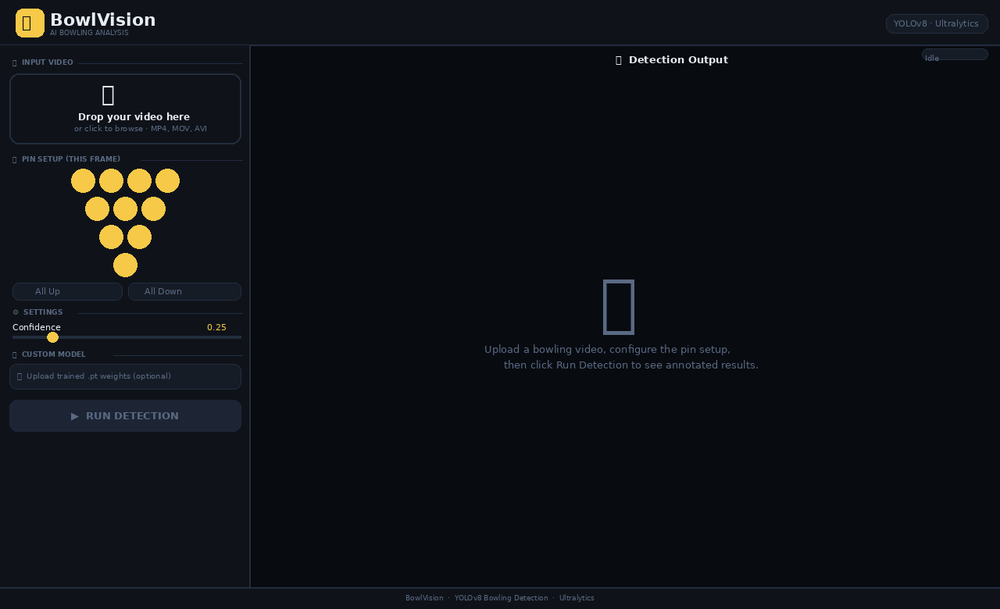 BowlVision
AI BOWLING ANALYSIS
YOLOv8 · Ultralytics
INPUT VIDEO
Drop your video here
or click to browse · MP4, MOV, AVI
PIN SETUP (THIS FRAME)
All Up
All Down
⚙ SETTINGS
Confidence
0.25
CUSTOM MODEL
Upload trained .pt weights (optional)
▶ RUN DETECTION
Detection Output
Idle
Upload a bowling video, configure the pin setup,
then click Run Detection to see annotated results.
BowlVision · YOLOv8 Bowling Detection · Ultralytics